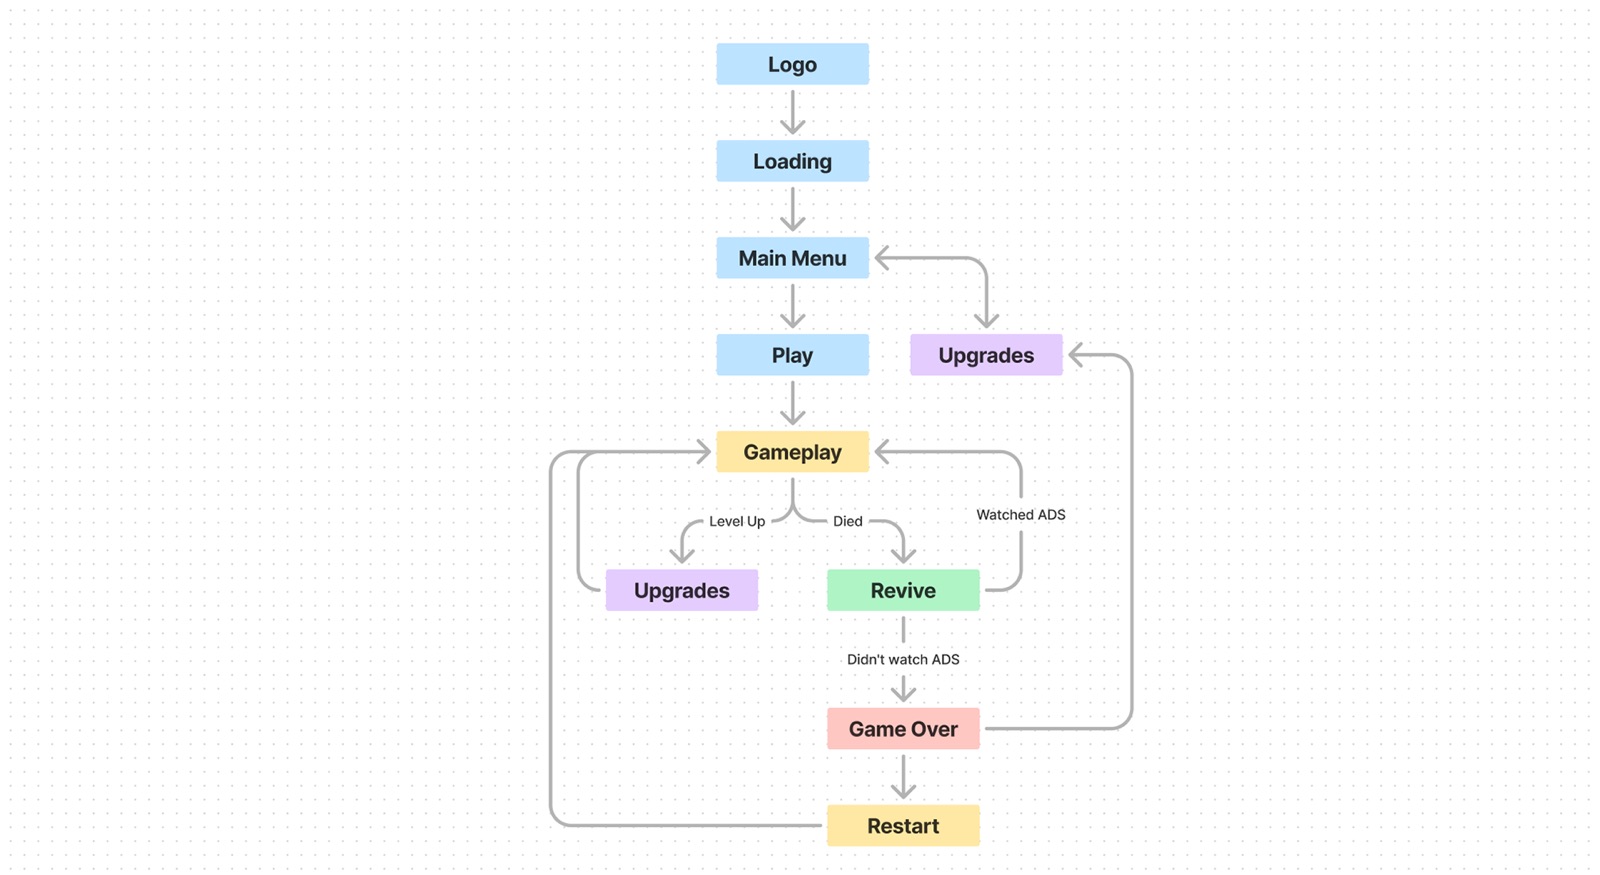 Logo
Loading
Main Menu
Play
Upgrades
Gameplay
Level Up
Died
Watched ADS
Upgrades
Revive
Didn't watch ADS
Game Over
Restart